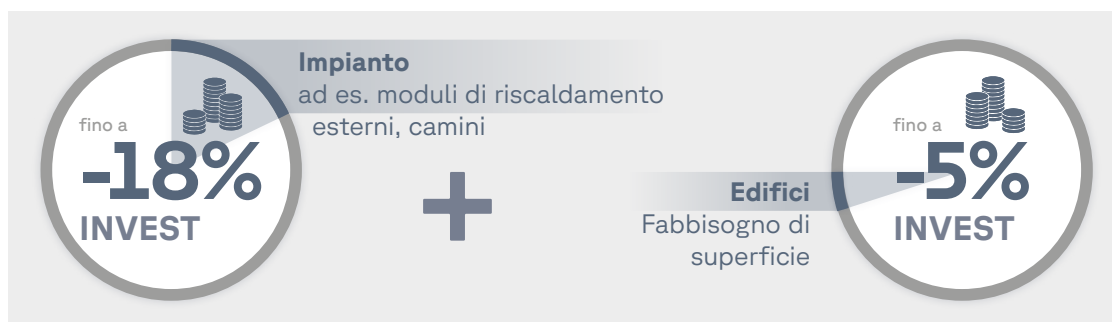 Impianto
ad es. moduli di riscaldamento
esterni, camini
fino a
-18%
INVEST
+
Edifici
Fabbisogno di
superficie
fino a
-5%
INVEST